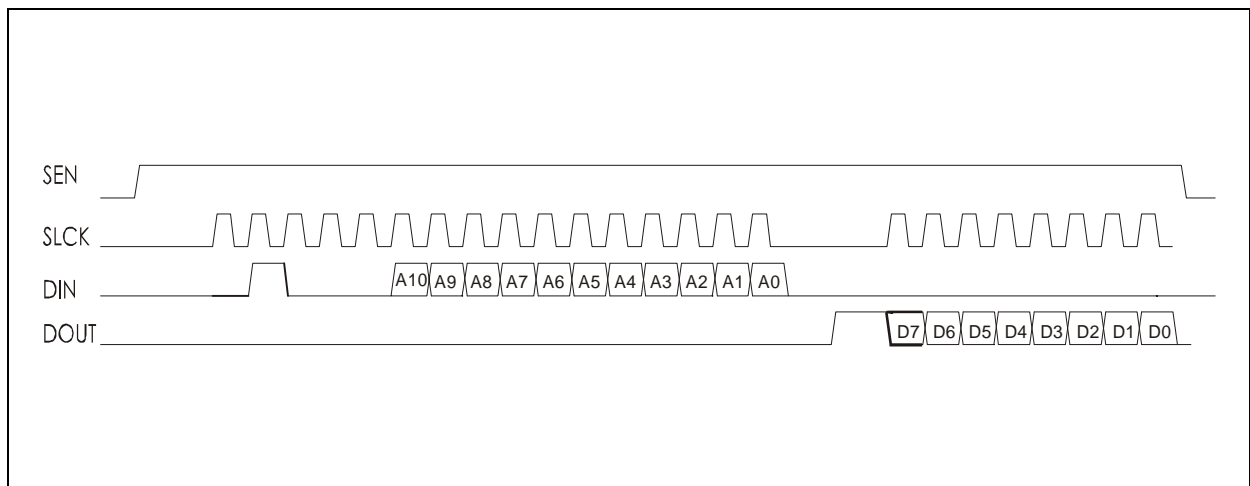 SEN
SLCK
DIN
A10 A9 A8 A7 A6 A5 A4 A3 A2 A1 A0
DOUT
D7 D6 D5 D4 D3 D2 D1 D0